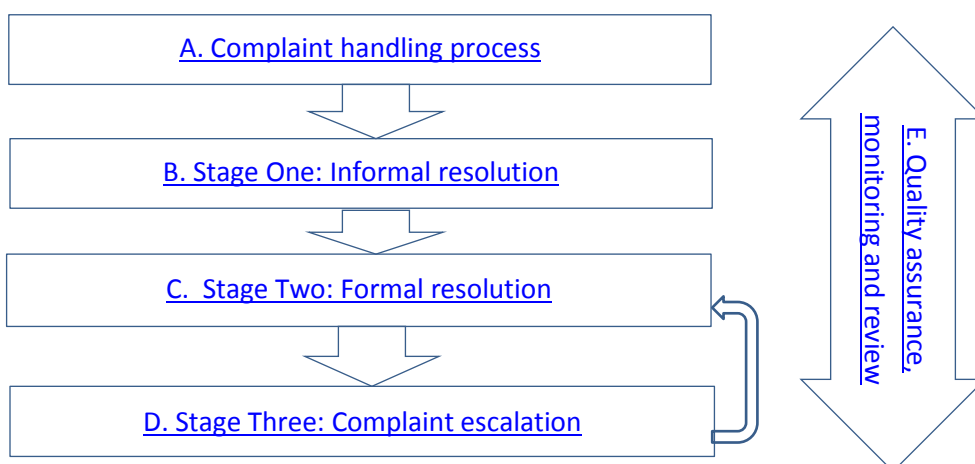 A. Complaint handling process
B. Stage One: Informal resolution
C.  Stage Two: Formal resolution
D. Stage Three: Complaint escalation
E. Quality assurance,
monitoring and review